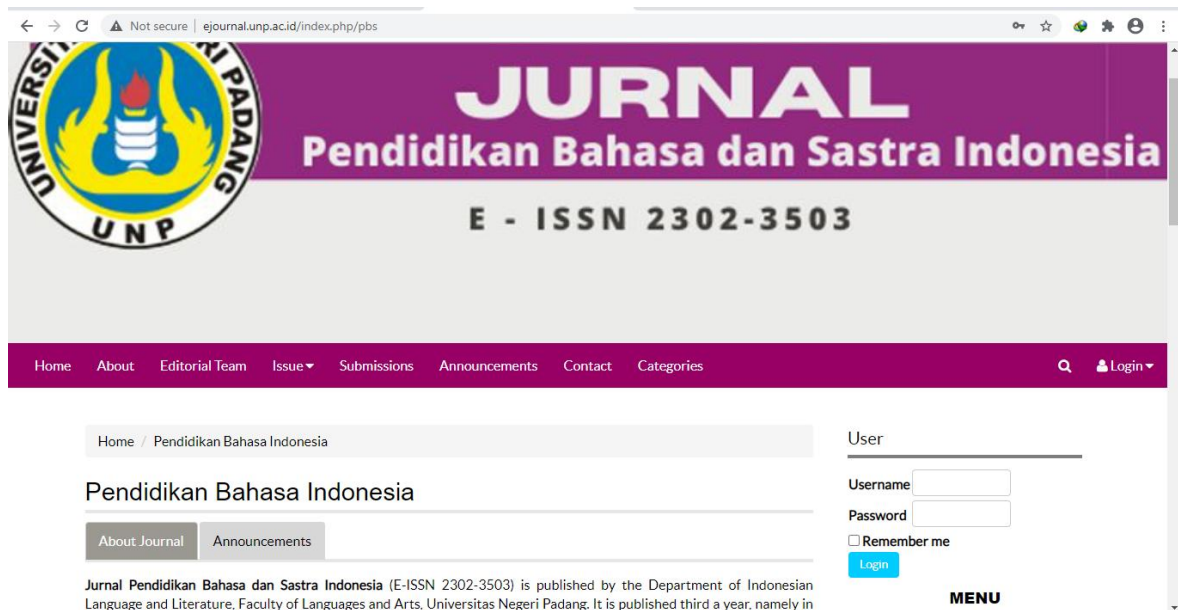 Not secure | ejournal.unp.ac.id/index.php/pbs
UNIVERSITAS NEGERI PADANG
UNP
JURNAL
Pendidikan Bahasa dan Sastra Indonesia
E - ISSN 2302-3503
Home About Editorial Team Issue Submissions Announcements Contact Categories Login
Home / Pendidikan Bahasa Indonesia
Pendidikan Bahasa Indonesia
About Journal Announcements
Jurnal Pendidikan Bahasa dan Sastra Indonesia (E-ISSN 2302-3503) is published by the Department of Indonesian
Language and Literature, Faculty of Languages and Arts, Universitas Negeri Padang. It is published third a year, namely in
User
Username
Password
Remember me
Login
MENU